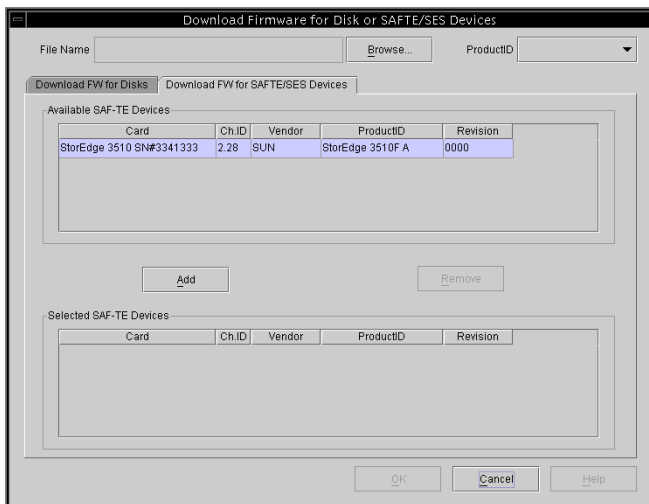 Download Firmware for Disk or SAFTE/SES Devices
File Name Browse... ProductID
Download FW for Disks Download FW for SAFTE/SES Devices
Available SAF-TE Devices
Card Ch.ID Vendor ProductID Revision
StorEdge 3510 SN#3341333 2.28 SUN StorEdge 3510F A 0000
Add Remove
Selected SAF-TE Devices
Card Ch.ID Vendor ProductID Revision
OK Cancel Help